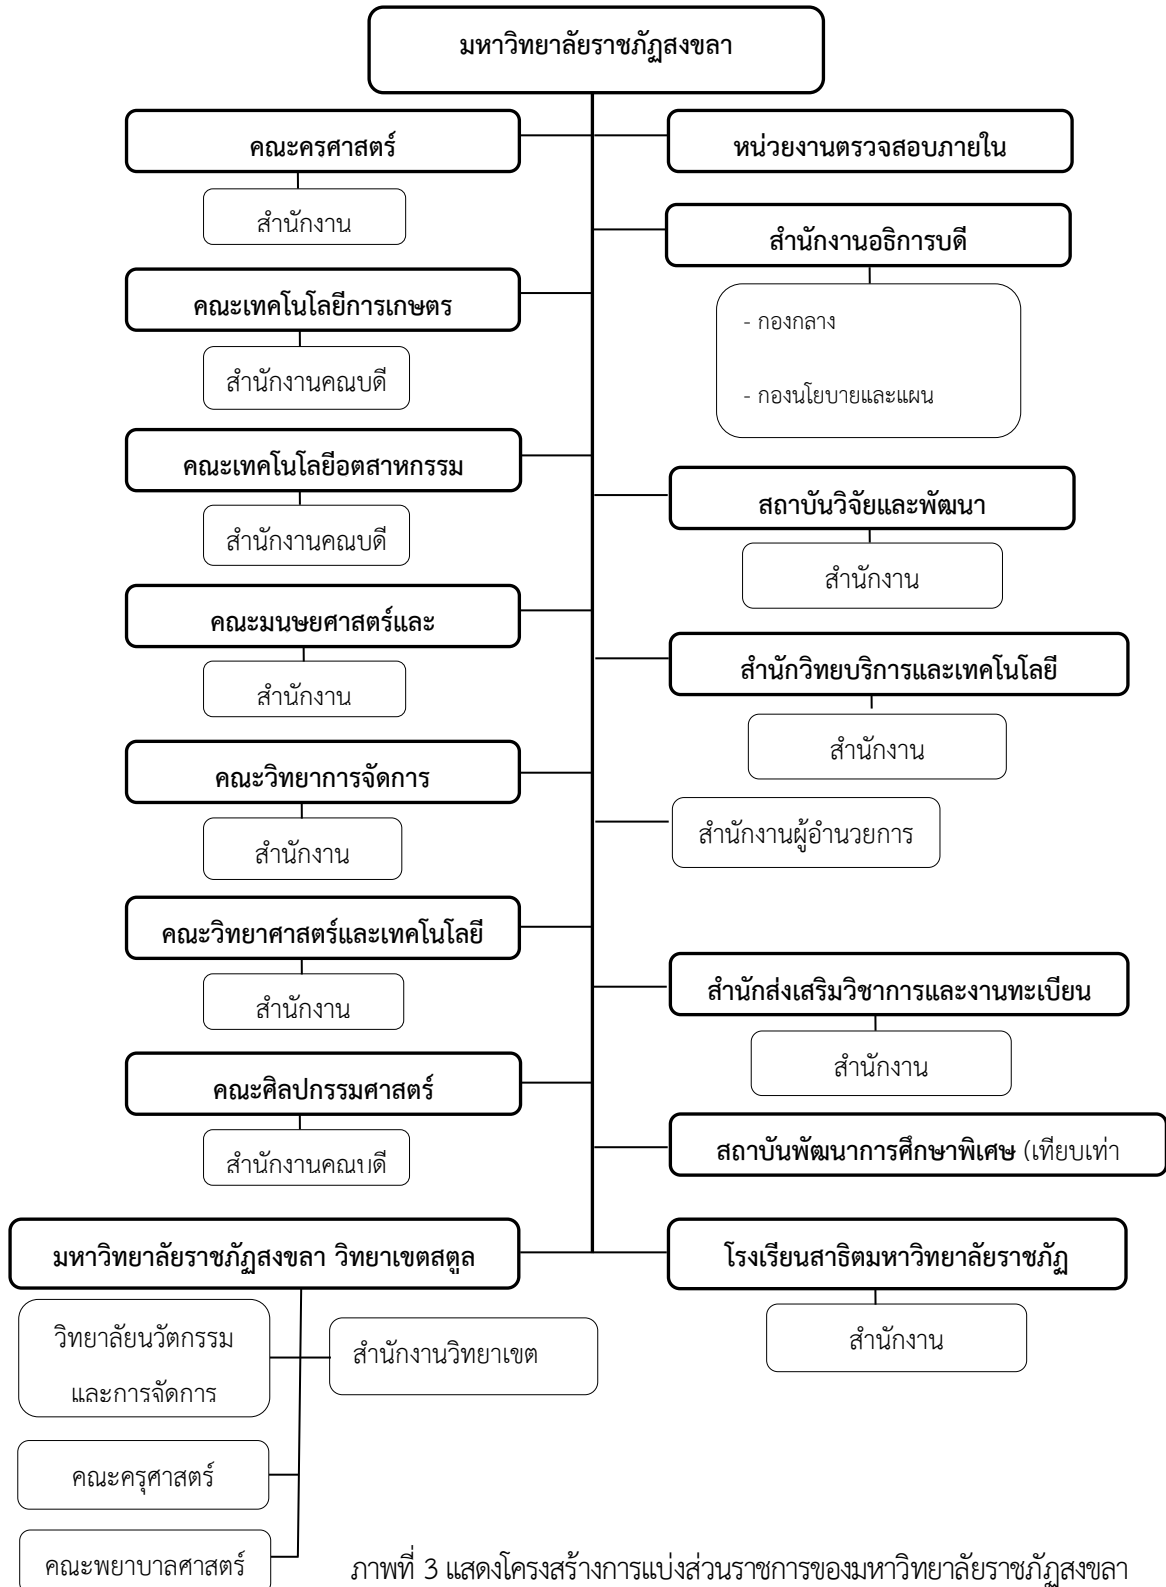 มหาวิทยาลัยราชภัฏสงขลา
คณะครศาสตร์
สำนักงาน
คณะเทคโนโลยีการเกษตร
สำนักงานคณบดี
คณะเทคโนโลยีอตสาหกรรม
สำนักงานคณบดี
คณะมนษยศาสตร์และ
สำนักงาน
คณะวิทยาการจัดการ
สำนักงาน
คณะวิทยาศาสตร์และเทคโนโลยี
สำนักงาน
คณะศิลปกรรมศาสตร์
สำนักงานคณบดี
มหาวิทยาลัยราชภัฏสงขลา วิทยาเขตสตูล
วิทยาลัยนวัตกรรม
และการจัดการ
สำนักงานวิทยาเขต
คณะครุศาสตร์
คณะพยาบาลศาสตร์
หน่วยงานตรวจสอบภายใน
สำนักงานอธิการบดี
- กองกลาง
- กองนโยบายและแผน
สถาบันวิจัยและพัฒนา
สำนักงาน
สำนักวิทยบริการและเทคโนโลยี
สำนักงาน
สำนักงานผู้อำนวยการ
สำนักส่งเสริมวิชาการและงานทะเบียน
สำนักงาน
สถาบันพัฒนาการศึกษาพิเศษ (เทียบเท่า
โรงเรียนสาธิตมหาวิทยาลัยราชภัฏ
สำนักงาน
ภาพที่ 3 แสดงโครงสร้างการแบ่งส่วนราชการของมหาวิทยาลัยราชภัฏสงขลา